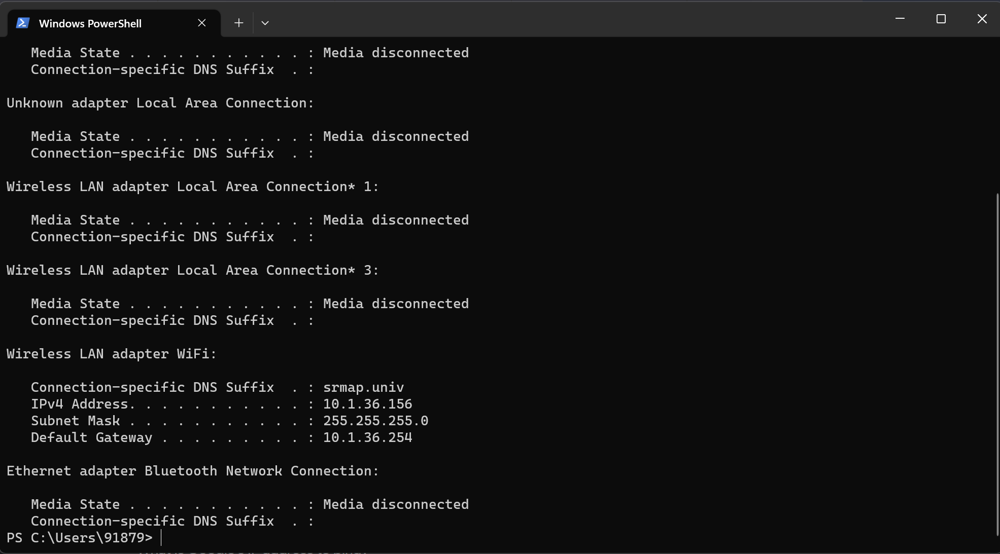 Windows PowerShell
Media State . . . . . . . . . . . : Media disconnected
Connection-specific DNS Suffix  . :
Unknown adapter Local Area Connection:
Media State . . . . . . . . . . . : Media disconnected
Connection-specific DNS Suffix  . :
Wireless LAN adapter Local Area Connection* 1:
Media State . . . . . . . . . . . : Media disconnected
Connection-specific DNS Suffix  . :
Wireless LAN adapter Local Area Connection* 3:
Media State . . . . . . . . . . . : Media disconnected
Connection-specific DNS Suffix  . :
Wireless LAN adapter WiFi:
Connection-specific DNS Suffix  . : srmap.univ
IPv4 Address. . . . . . . . . . . : 10.1.36.156
Subnet Mask . . . . . . . . . . . : 255.255.255.0
Default Gateway . . . . . . . . . : 10.1.36.254
Ethernet adapter Bluetooth Network Connection:
Media State . . . . . . . . . . . : Media disconnected
Connection-specific DNS Suffix  . :
PS C:\Users\91879>